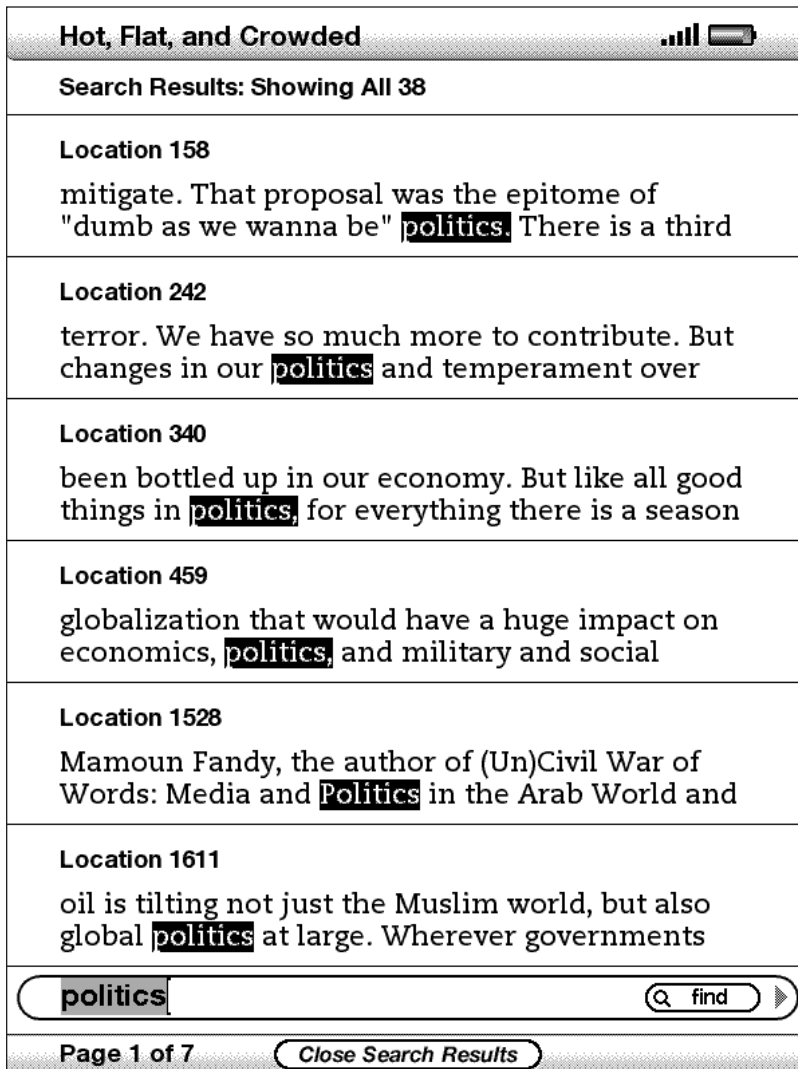 Hot, Flat, and Crowded
Search Results: Showing All 38
Location 158
mitigate. That proposal was the epitome of
"dumb as we wanna be" politics. There is a third
Location 242
terror. We have so much more to contribute. But
changes in our politics and temperament over
Location 340
been bottled up in our economy. But like all good
things in politics, for everything there is a season
Location 459
globalization that would have a huge impact on
economics, politics, and military and social
Location 1528
Mamoun Fandy, the author of (Un)Civil War of
Words: Media and Politics in the Arab World and
Location 1611
oil is tilting not just the Muslim world, but also
global politics at large. Wherever governments
politics find
Page 1 of 7 Close Search Results